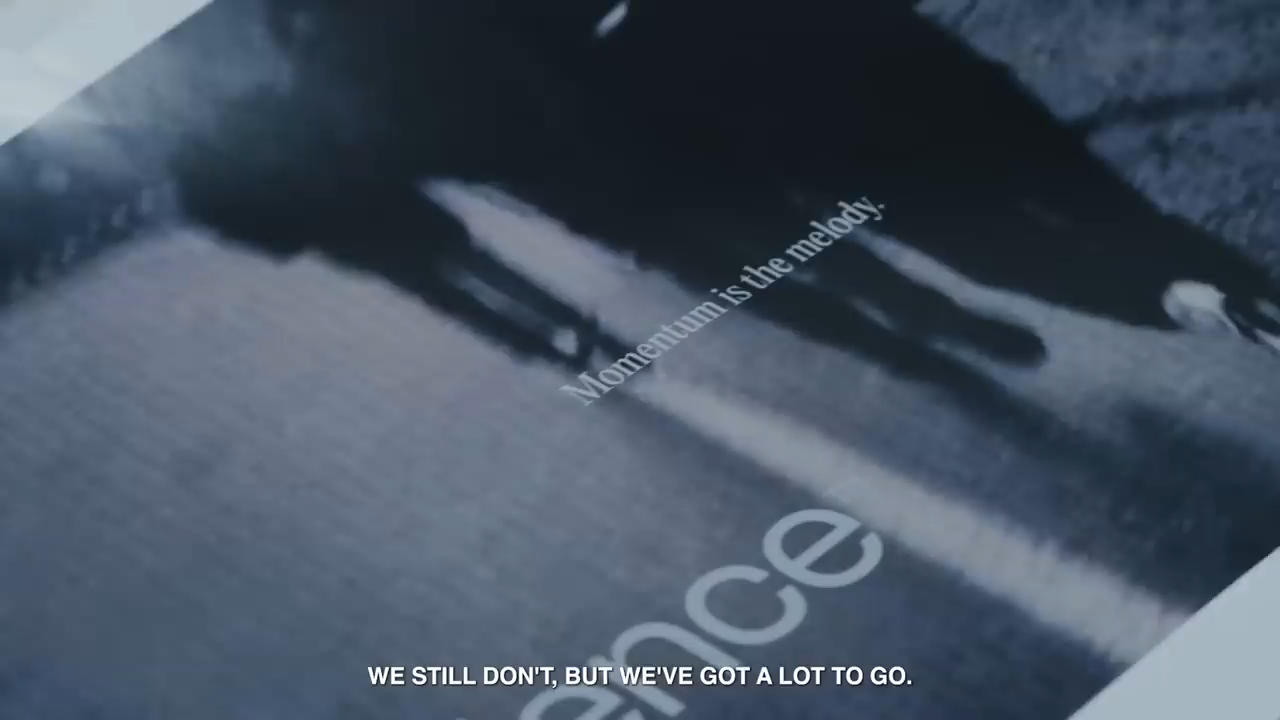 Momentum is the melody.
ence
WE STILL DON'T, BUT WE'VE GOT A LOT TO GO.